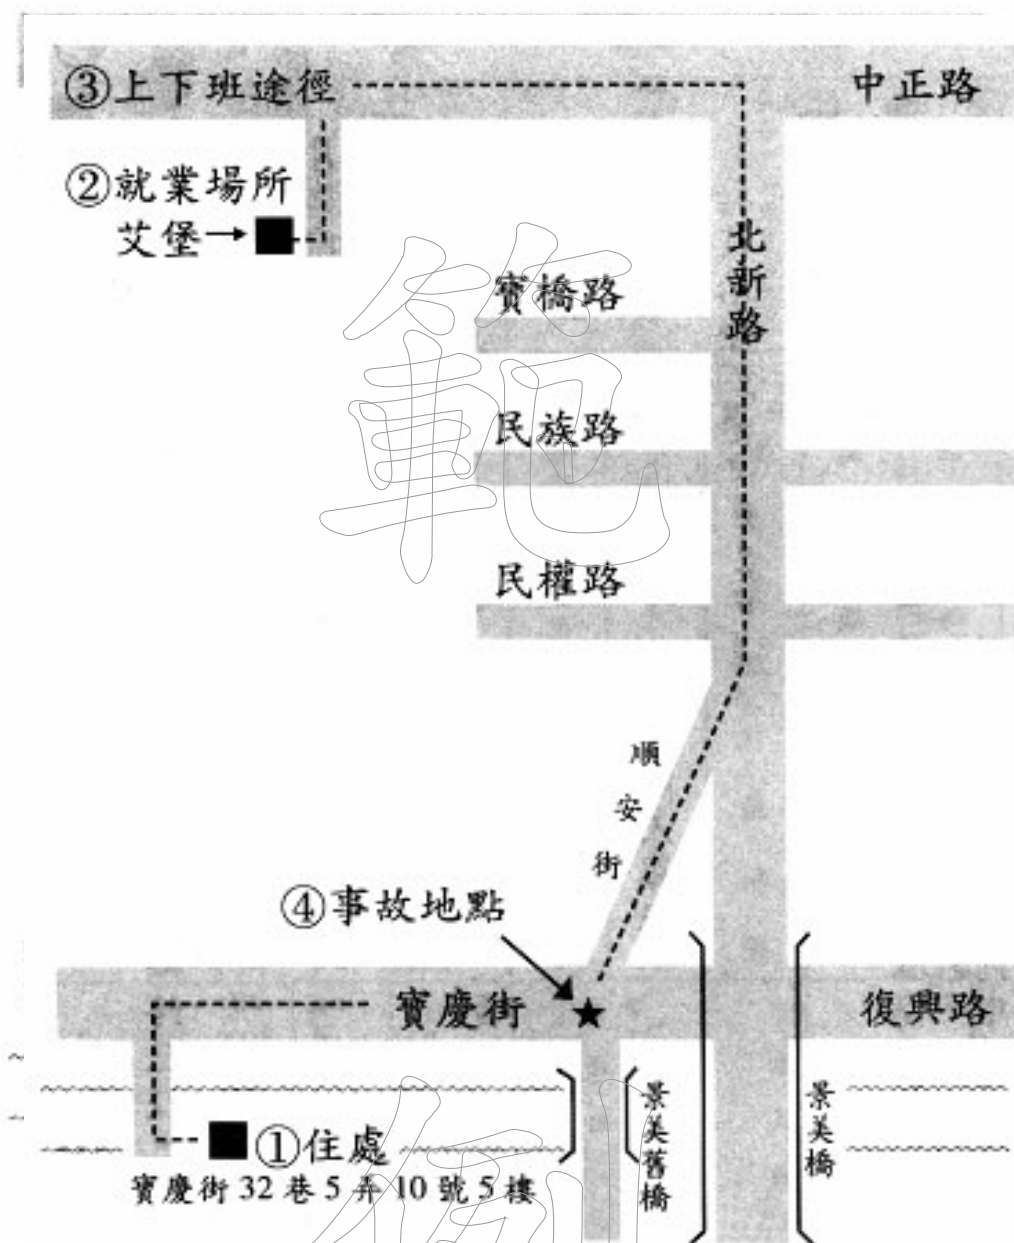 ③上下班途徑
中正路
②就業場所
艾堡
北新路
寶橋路
民族路
民權路
順安街
④事故地點
寶慶街
復興路
景美舊橋
景美橋
①住處
寶慶街32巷5弄10號5樓
範